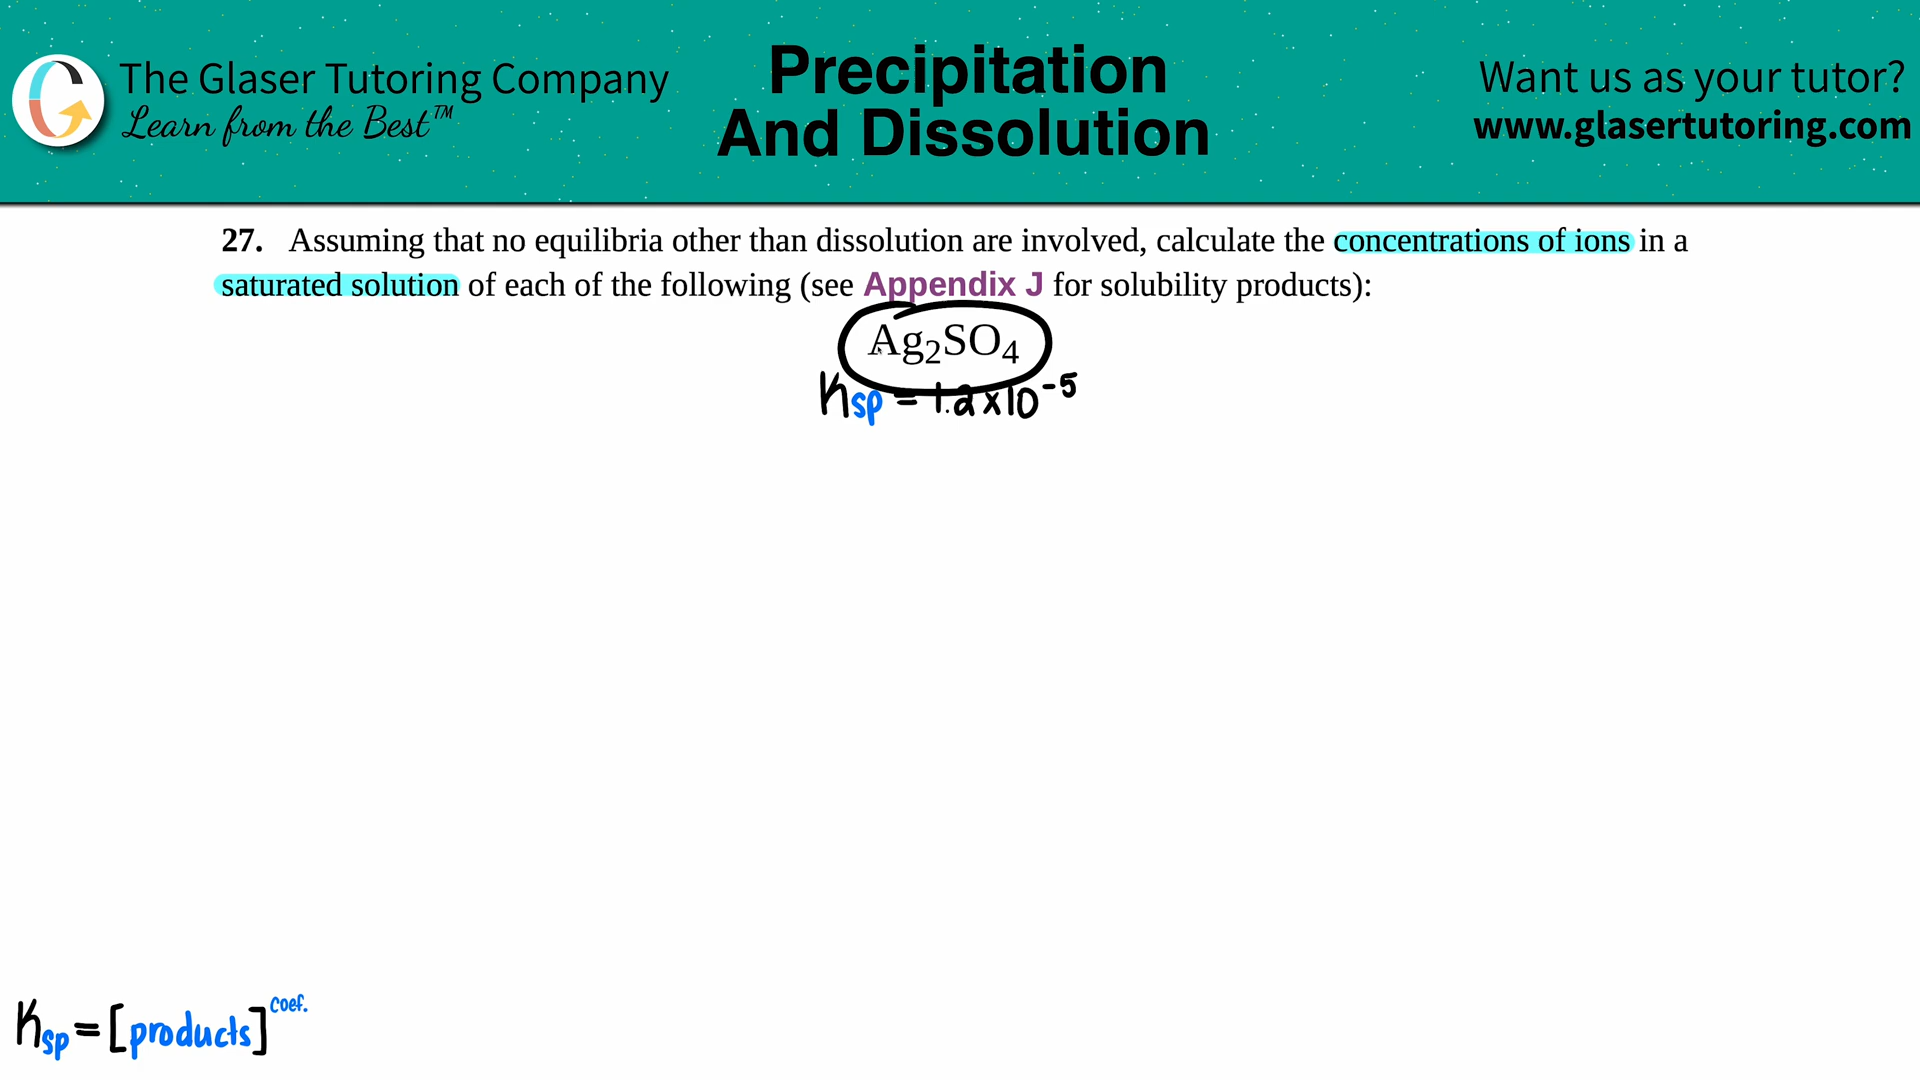 The Glaser Tutoring Company
Learn from the Best™
Precipitation
And Dissolution
Want us as your tutor?
www.glasertutoring.com
27. Assuming that no equilibria other than dissolution are involved, calculate the concentrations of ions in a
saturated solution of each of the following (see Appendix J for solubility products):
Ag₂SO₄
Ksp = 1.2x10⁻⁵
Ksp = [products]^coef.